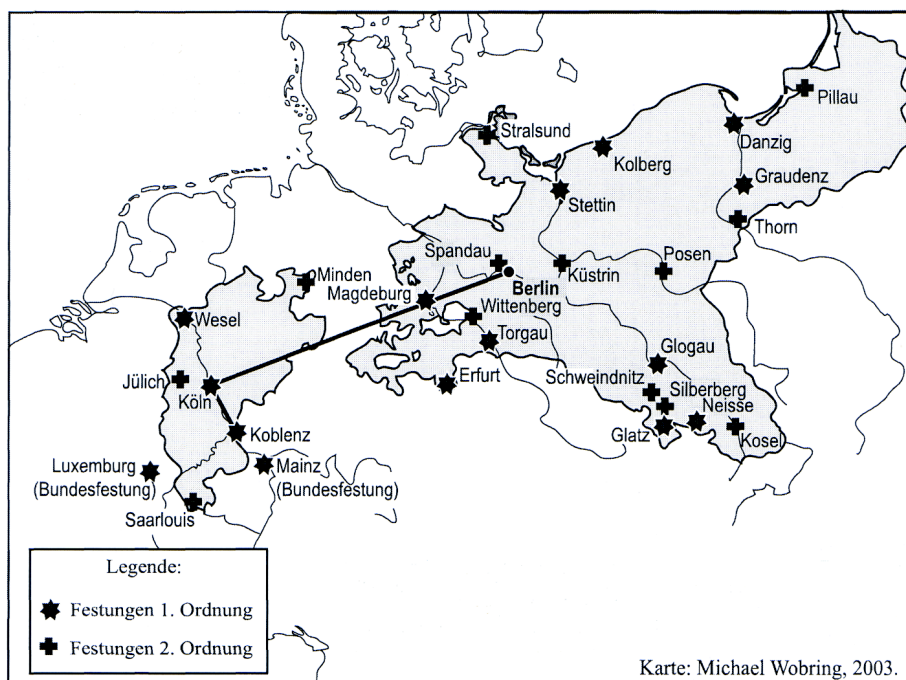 Pillau
Stralsund
Danzig
Kolberg
Graudenz
Stettin
Thorn
Spandau
Posen
Minden
Küstrin
Berlin
Magdeburg
Wittenberg
Wesel
Torgau
Glogau
Jülich
Erfurt
Schweindnitz
Silberberg
Köln
Neisse
Koblenz
Glatz
Kosel
Luxemburg
(Bundesfestung)
Mainz
(Bundesfestung)
Saarlouis
Legende:
Festungen 1. Ordnung
Festungen 2. Ordnung
Karte: Michael Wobring, 2003.